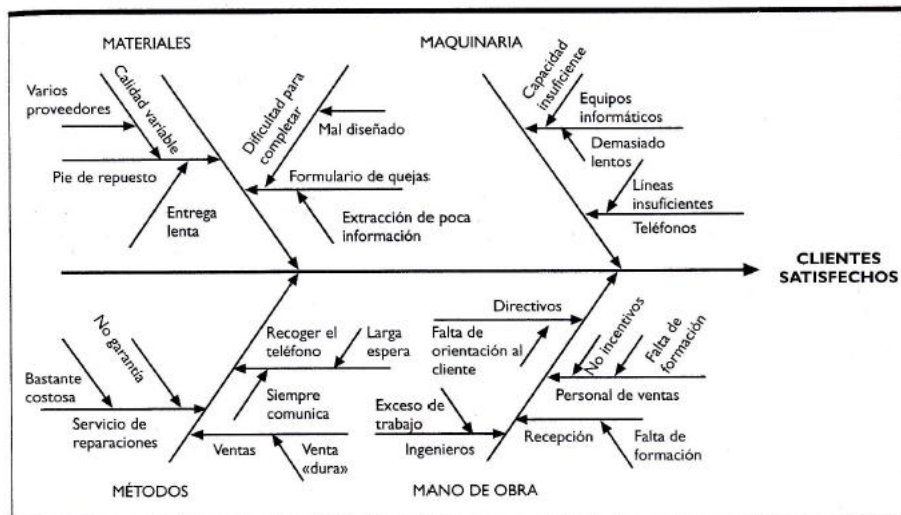 MATERIALES
MAQUINARIA
Varios
proveedores
Calidad variable
Pie de repuesto
Entrega
lenta
Dificultad para
completar
Mal diseñado
Formulario de quejas
Extracción de poca
información
Capacidad
insuficiente
Equipos
informáticos
Demasiado
lentos
Líneas
insuficientes
Teléfonos
CLIENTES
SATISFECHOS
No garantía
Bastante
costosa
Servicio de
reparaciones
Recoger el
teléfono
Larga
espera
Siempre
comunica
Ventas
Venta
«dura»
Directivos
Falta de
orientación al
cliente
No incentivos
Falta de
formación
Personal de ventas
Exceso de
trabajo
Ingenieros
Recepción
Falta de
formación
MÉTODOS
MANO DE OBRA